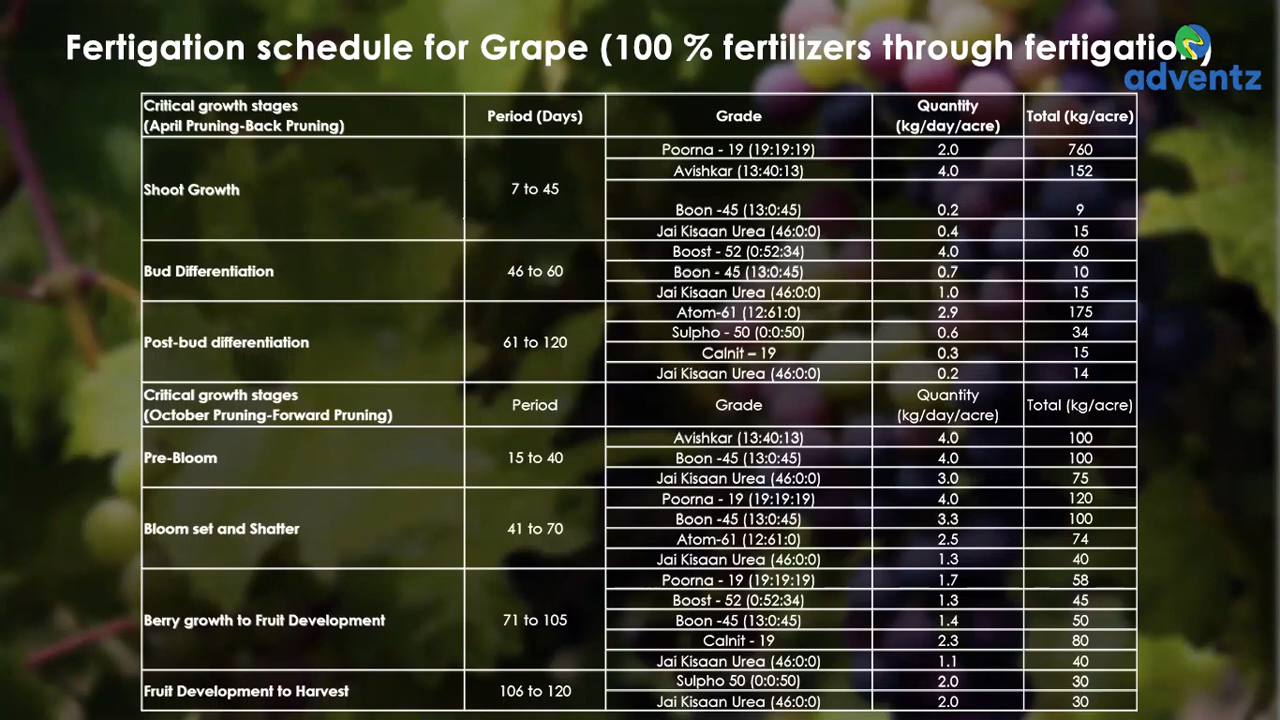 Fertigation schedule for Grape (100 % fertilizers through fertigation)
adventz
Critical growth stages
(April Pruning-Back Pruning)
Period (Days)
Grade
Quantity
(kg/day/acre)
Total (kg/acre)
Shoot Growth
7 to 45
Poorna - 19 (19:19:19)
2.0
760
Avishkar (13:40:13)
4.0
152
Boon -45 (13:0:45)
0.2
9
Jai Kisaan Urea (46:0:0)
0.4
15
Bud Differentiation
46 to 60
Boost - 52 (0:52:34)
4.0
60
Boon - 45 (13:0:45)
0.7
10
Jai Kisaan Urea (46:0:0)
1.0
15
Post-bud differentiation
61 to 120
Atom-61 (12:61:0)
2.9
175
Sulpho - 50 (0:0:50)
0.6
34
Calnit – 19
0.3
15
Jai Kisaan Urea (46:0:0)
0.2
14
Critical growth stages
(October Pruning-Forward Pruning)
Period
Grade
Quantity
(kg/day/acre)
Total (kg/acre)
Pre-Bloom
15 to 40
Avishkar (13:40:13)
4.0
100
Boon -45 (13:0:45)
4.0
100
Jai Kisaan Urea (46:0:0)
3.0
75
Bloom set and Shatter
41 to 70
Poorna - 19 (19:19:19)
4.0
120
Boon -45 (13:0:45)
3.3
100
Atom-61 (12:61:0)
2.5
74
Jai Kisaan Urea (46:0:0)
1.3
40
Berry growth to Fruit Development
71 to 105
Poorna - 19 (19:19:19)
1.7
58
Boost - 52 (0:52:34)
1.3
45
Boon -45 (13:0:45)
1.4
50
Calnit - 19
2.3
80
Jai Kisaan Urea (46:0:0)
1.1
40
Fruit Development to Harvest
106 to 120
Sulpho 50 (0:0:50)
2.0
30
Jai Kisaan Urea (46:0:0)
2.0
30